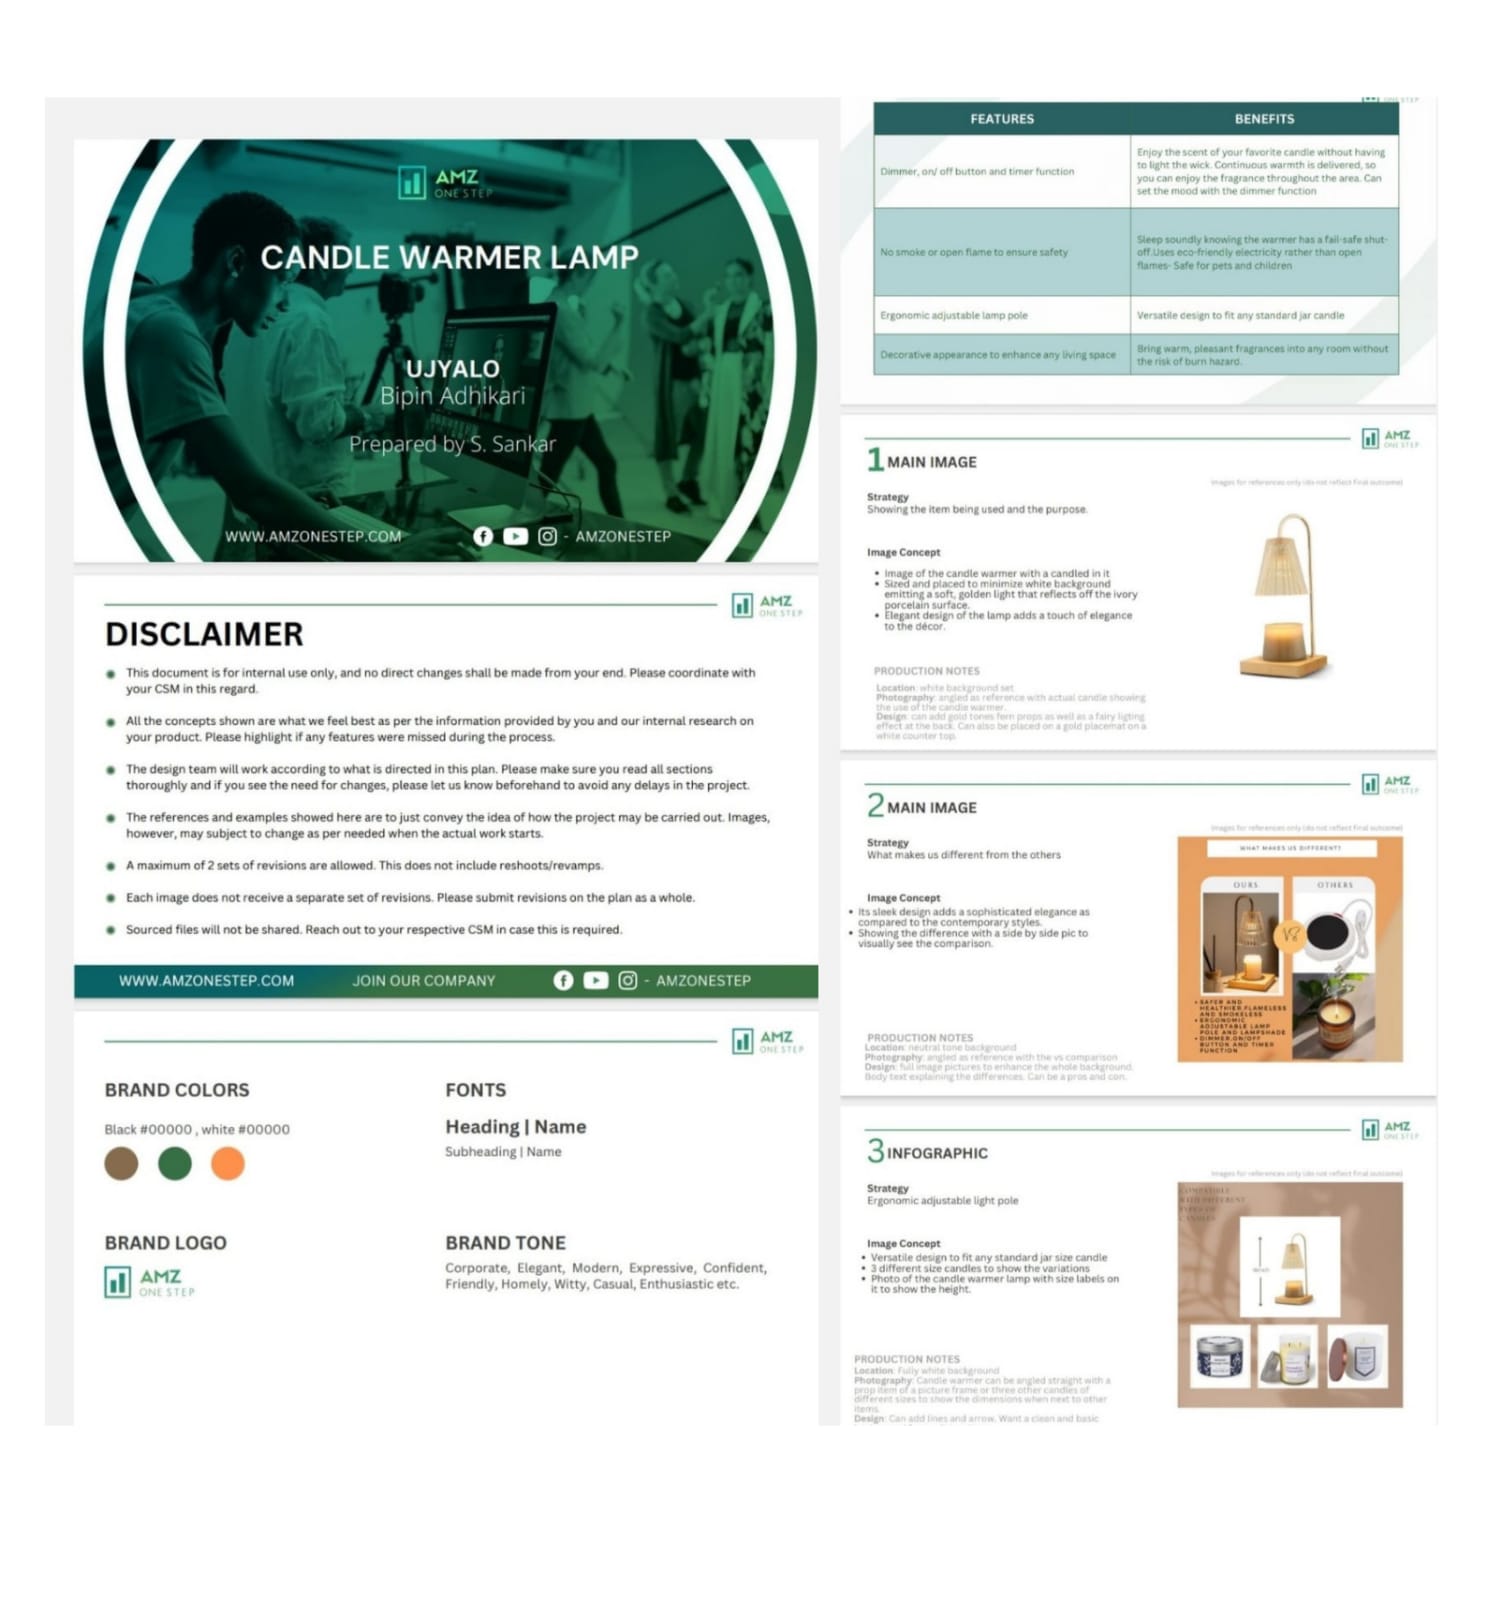 AMZ
ONE STEP
CANDLE WARMER LAMP
UJYALO
Bipin Adhikari
Prepared by S. Sankar
WWW.AMZONESTEP.COM
- AMZONESTEP
AMZ
ONE STEP
DISCLAIMER
This document is for internal use only, and no direct changes shall be made from your end. Please coordinate with
your CSM in this regard.
All the concepts shown are what we feel best as per the information provided by you and our internal research on
your product. Please highlight if any features were missed during the process.
The design team will work according to what is directed in this plan. Please make sure you read all sections
thoroughly and if you see the need for changes, please let us know beforehand to avoid any delays in the project.
The references and examples showed here are to just convey the idea of how the project may be carried out. Images,
however, may subject to change as per needed when the actual work starts.
A maximum of 2 sets of revisions are allowed. This does not include reshoots/revamps.
Each image does not receive a separate set of revisions. Please submit revisions on the plan as a whole.
Sourced files will not be shared. Reach out to your respective CSM in case this is required.
WWW.AMZONESTEP.COM
JOIN OUR COMPANY
- AMZONESTEP
AMZ
ONE STEP
BRAND COLORS
Black #00000 , white #00000
FONTS
Heading | Name
Subheading | Name
BRAND LOGO
AMZ
ONE STEP
BRAND TONE
Corporate, Elegant, Modern, Expressive, Confident,
Friendly, Homely, Witty, Casual, Enthusiastic etc.
ONE STEP
FEATURES
BENEFITS
Dimmer, on/ off button and timer function
Enjoy the scent of your favorite candle without having
to light the wick. Continuous warmth is delivered, so
you can enjoy the fragrance throughout the area. Can
set the mood with the dimmer function
No smoke or open flame to ensure safety
Sleep soundly knowing the warmer has a fail-safe shut-
off.Uses eco-friendly electricity rather than open
flames- Safe for pets and children
Ergonomic adjustable lamp pole
Versatile design to fit any standard jar candle
Decorative appearance to enhance any living space
Bring warm, pleasant fragrances into any room without
the risk of burn hazard.
AMZ
ONE STEP
1 MAIN IMAGE
Images for references only (do not reflect final outcome)
Strategy
Showing the item being used and the purpose.
Image Concept
Image of the candle warmer with a candled in it
Sized and placed to minimize white background
emitting a soft, golden light that reflects off the ivory
porcelain surface.
Elegant design of the lamp adds a touch of elegance
to the décor.
PRODUCTION NOTES
Location: white background set
Photography: angled as reference with actual candle showing
the use of the candle warmer.
Design: can add gold tones fern props as well as a fairy ligting
effect at the back. Can also be placed on a gold placemat on a
white counter top.
AMZ
ONE STEP
2 MAIN IMAGE
Images for references only (do not reflect final outcome)
Strategy
What makes us different from the others
Image Concept
Its sleek design adds a sophisticated elegance as
compared to the contemporary styles.
Showing the difference with a side by side pic to
visually see the comparison.
PRODUCTION NOTES
Location: neutral tone background
Photography: angled as reference with the vs comparison
Design: full image pictures to enhance the whole background.
Body text explaining the differences. Can be a pros and con.
WHAT MAKES US DIFFERENT?
OURS
OTHERS
VS
SAFER AND
HEALTHIER FLAMELESS
AND SMOKELESS
ERGONOMIC
ADJUSTABLE LAMP
POLE AND LAMPSHADE
DIMMER,ON/OFF
BUTTON AND TIMER
FUNCTION
AMZ
ONE STEP
3 INFOGRAPHIC
Images for references only (do not reflect final outcome)
Strategy
Ergonomic adjustable light pole
Image Concept
Versatile design to fit any standard jar size candle
3 different size candles to show the variations
Photo of the candle warmer lamp with size labels on
it to show the height.
PRODUCTION NOTES
Location: Fully white background
Photography: Candle warmer can be angled straight with a
prop item of a picture frame or three other candles of
different sizes to show the dimensions when next to other
items.
Design: Can add lines and arrow. Want a clean and basic
COMPATIBLE
WITH DIFFERENT
TYPES OF
CANDLES